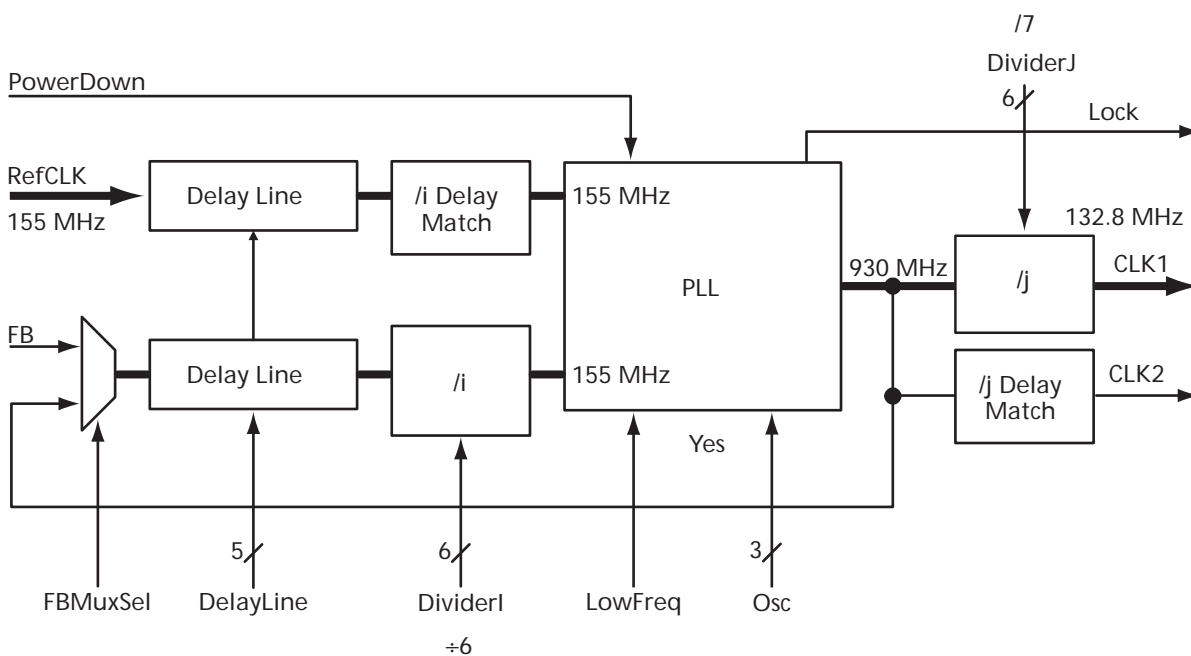 /7
DividerJ
6
PowerDown
Lock
RefCLK
155 MHz
Delay Line
/i Delay
Match
155 MHz
PLL
930 MHz
/j
132.8 MHz
CLK1
FB
Delay Line
/i
155 MHz
/j Delay
Match
CLK2
Yes
5
6
3
FBMuxSel
DelayLine
DividerI
LowFreq
Osc
÷6